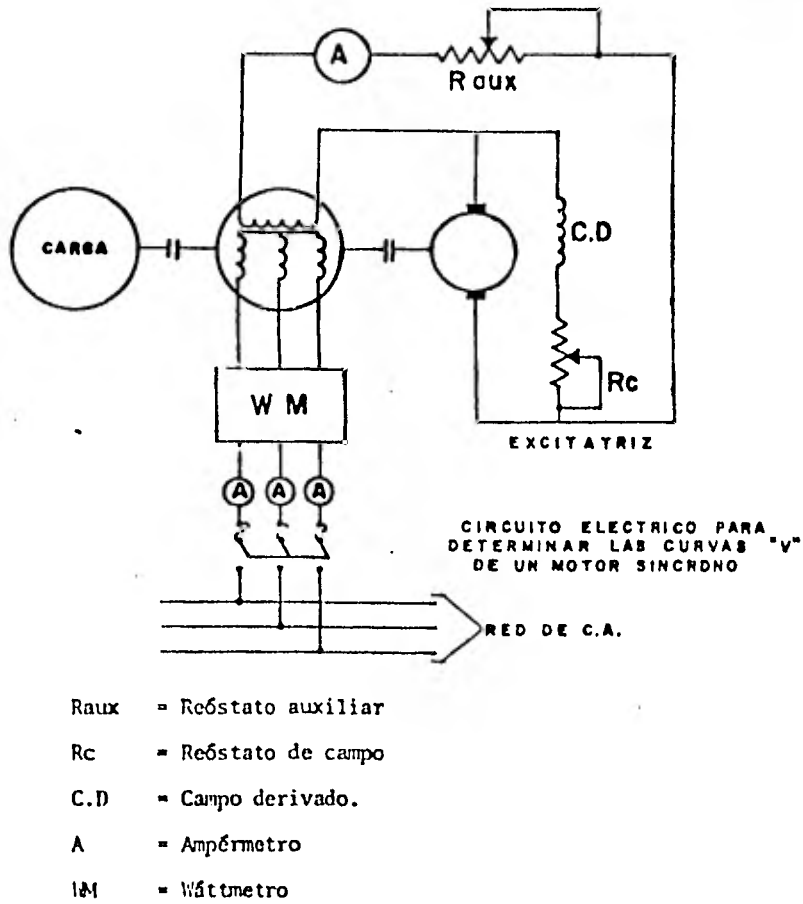 A
R aux
CARGA
C.D
Rc
W M
EXCITATRIZ
A A A
CIRCUITO ELECTRICO PARA
DETERMINAR LAS CURVAS "V"
DE UN MOTOR SINCRONO
RED DE C.A.
Raux = Reóstato auxiliar
Rc = Reóstato de campo
C.D = Campo derivado.
A = Ampérmetro
WM = Wáttmetro